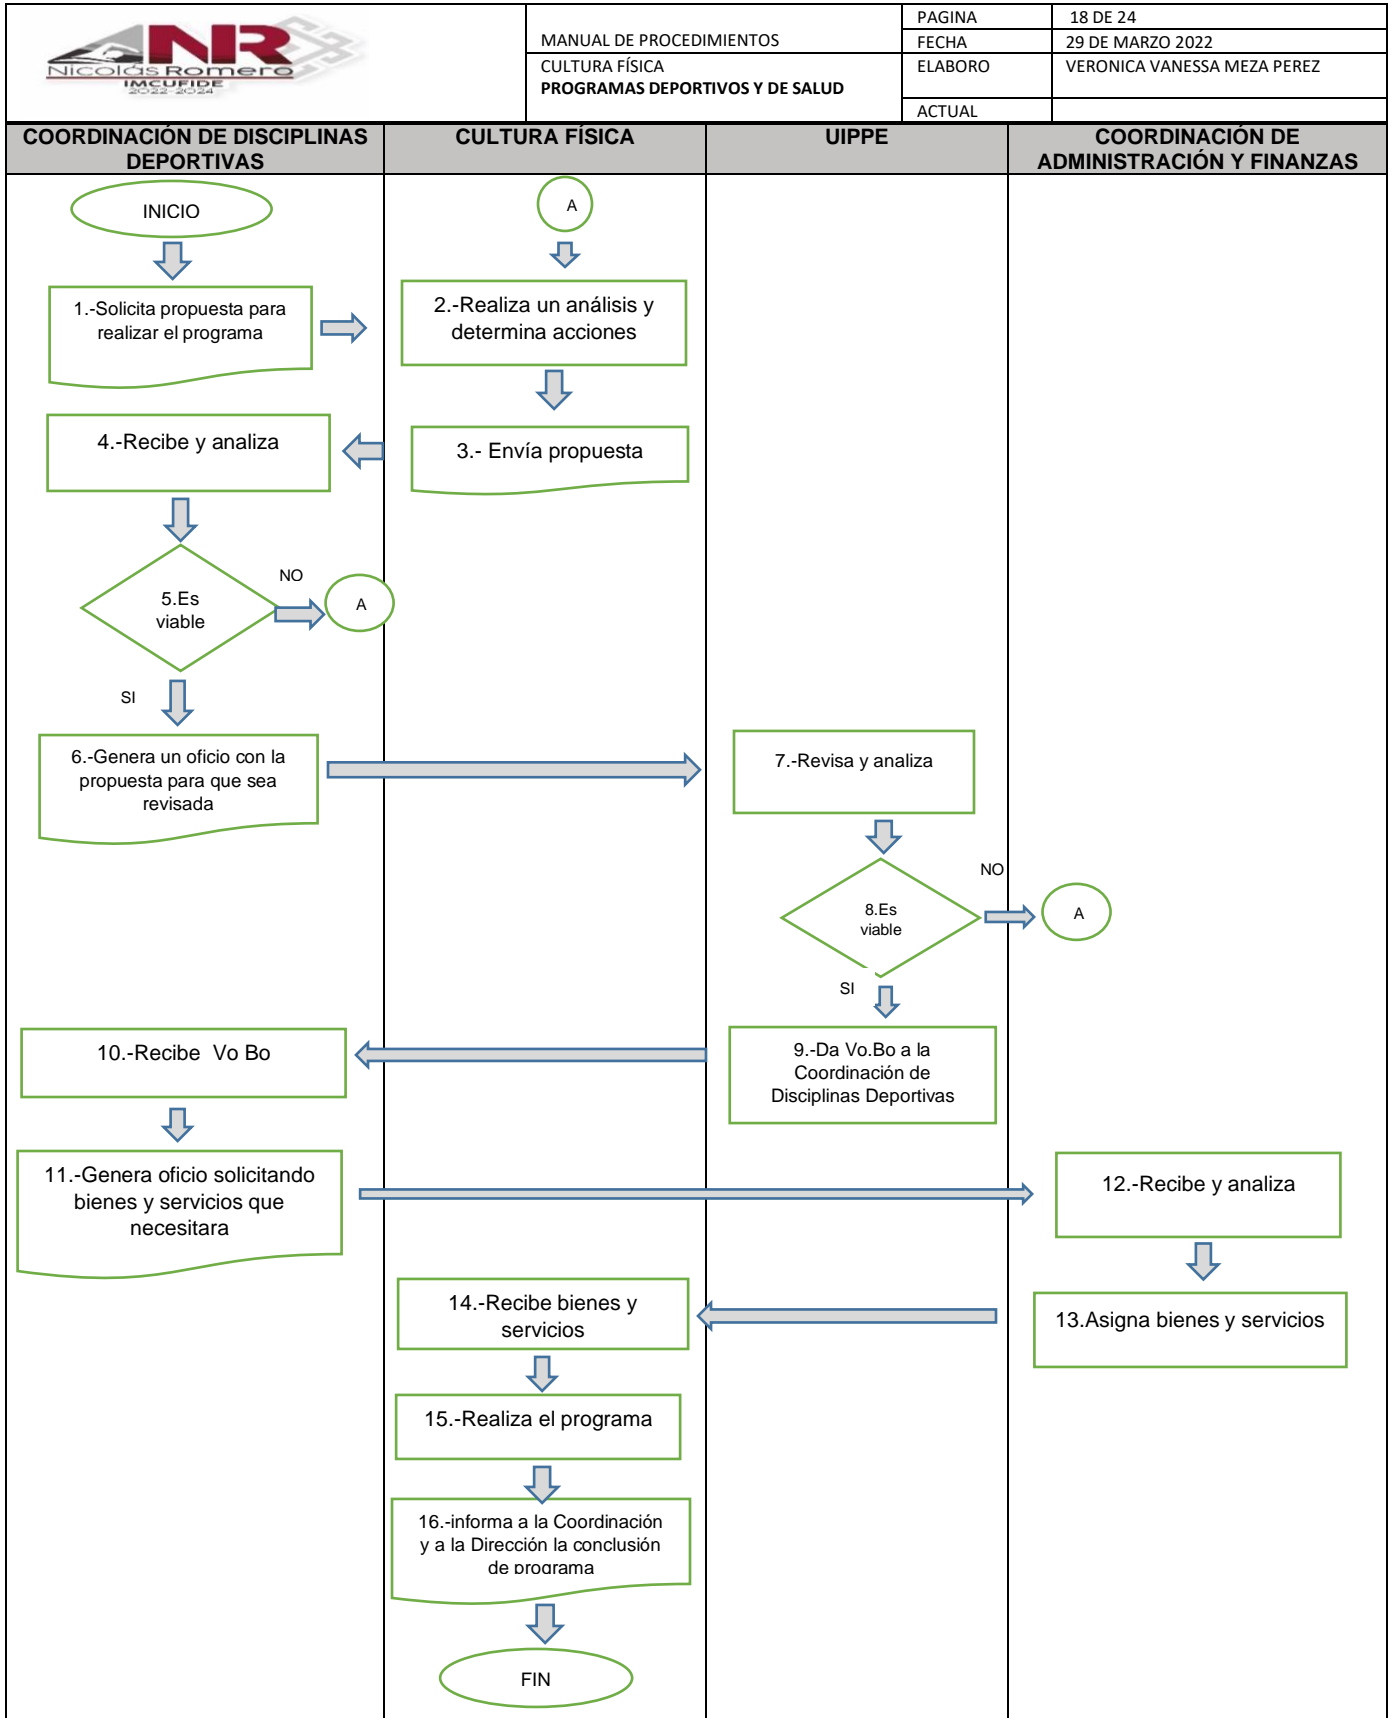 NR
Nicolás Romero
IMCUFIDE
2022-2024
MANUAL DE PROCEDIMIENTOS
CULTURA FÍSICA
PROGRAMAS DEPORTIVOS Y DE SALUD
PAGINA 18 DE 24
FECHA 29 DE MARZO 2022
ELABORO VERONICA VANESSA MEZA PEREZ
ACTUAL
COORDINACIÓN DE DISCIPLINAS
DEPORTIVAS
CULTURA FÍSICA
UIPPE
COORDINACIÓN DE
ADMINISTRACIÓN Y FINANZAS
INICIO
A
1.-Solicita propuesta para
realizar el programa
2.-Realiza un análisis y
determina acciones
3.- Envía propuesta
4.-Recibe y analiza
5.Es
viable
NO
A
SI
6.-Genera un oficio con la
propuesta para que sea
revisada
7.-Revisa y analiza
8.Es
viable
NO
A
SI
9.-Da Vo.Bo a la
Coordinación de
Disciplinas Deportivas
10.-Recibe Vo Bo
11.-Genera oficio solicitando
bienes y servicios que
necesitara
12.-Recibe y analiza
13.Asigna bienes y servicios
14.-Recibe bienes y
servicios
15.-Realiza el programa
16.-informa a la Coordinación
y a la Dirección la conclusión
de programa
FIN